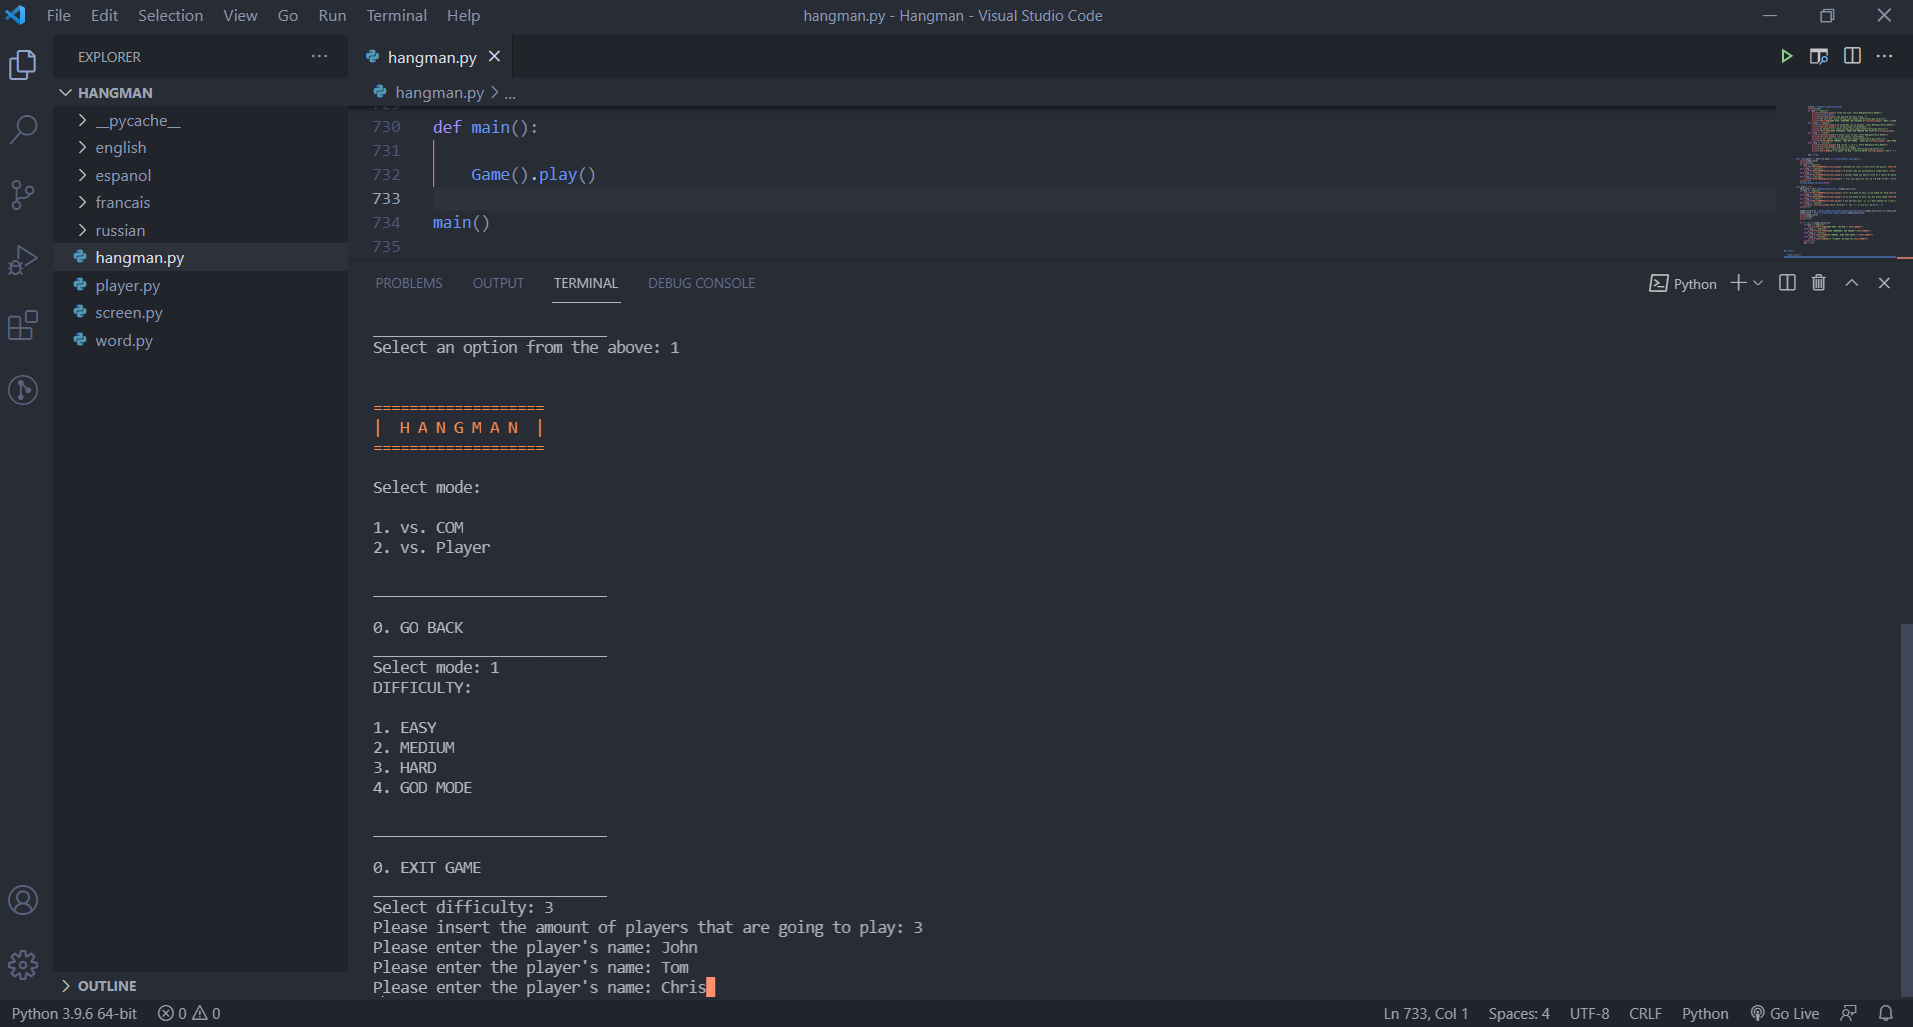 File Edit Selection View Go Run Terminal Help
hangman.py - Hangman - Visual Studio Code
EXPLORER
HANGMAN
__pycache__
english
espanol
francais
russian
hangman.py
player.py
screen.py
word.py
OUTLINE
hangman.py
hangman.py > ...
730 def main():
731
732 Game().play()
733
734 main()
735
PROBLEMS OUTPUT TERMINAL DEBUG CONSOLE
Python
__________________________
Select an option from the above: 1
===================
| H A N G M A N |
===================
Select mode:
1. vs. COM
2. vs. Player
__________________________
0. GO BACK
__________________________
Select mode: 1
DIFFICULTY:
1. EASY
2. MEDIUM
3. HARD
4. GOD MODE
__________________________
0. EXIT GAME
__________________________
Select difficulty: 3
Please insert the amount of players that are going to play: 3
Please enter the player's name: John
Please enter the player's name: Tom
Please enter the player's name: Chris
Python 3.9.6 64-bit 0 0
Ln 733, Col 1 Spaces: 4 UTF-8 CRLF Python Go Live